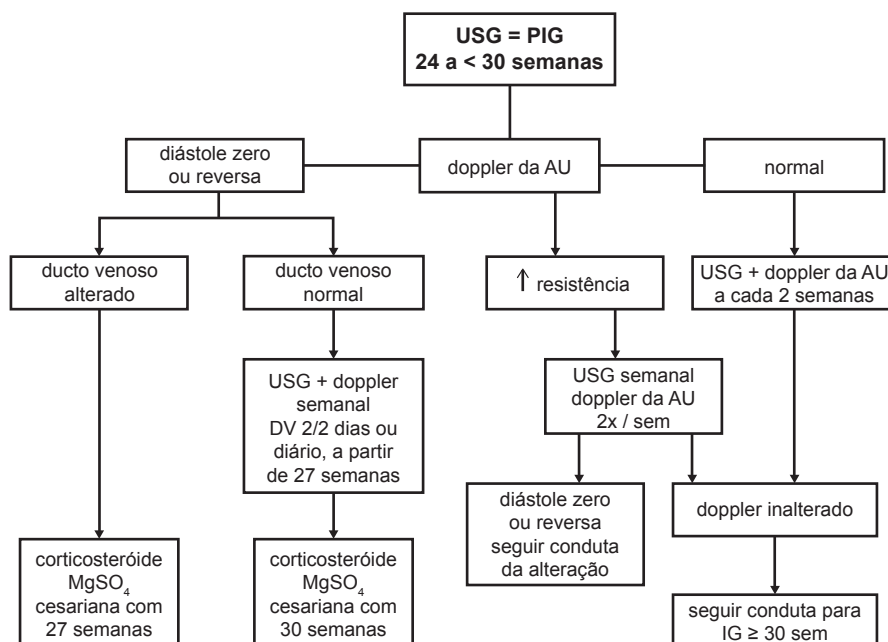 USG = PIG
24 a < 30 semanas
diástole zero
ou reversa
doppler da AU
normal
ducto venoso
alterado
ducto venoso
normal
↑ resistência
USG + doppler da AU
a cada 2 semanas
USG + doppler
semanal
DV 2/2 dias ou
diário, a partir
de 27 semanas
USG semanal
doppler da AU
2x / sem
diástole zero
ou reversa
seguir conduta
da alteração
doppler inalterado
corticosteróide
MgSO₄
cesariana com
27 semanas
corticosteróide
MgSO₄
cesariana com
30 semanas
seguir conduta para
IG ≥ 30 sem